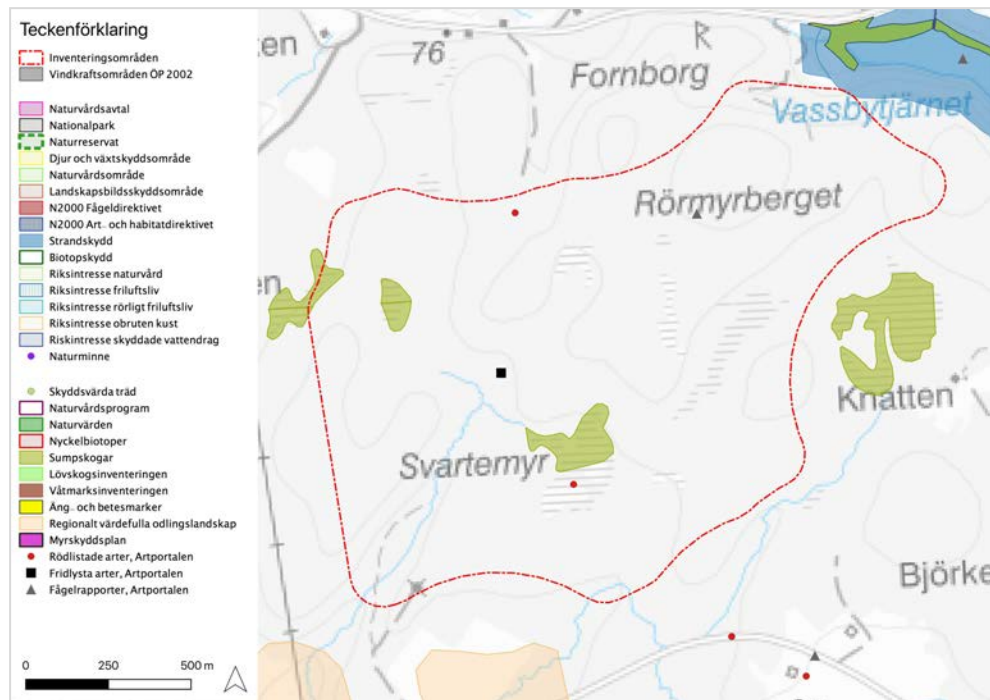 Teckenförklaring
Inventeringsområden
Vindkraftsområden ÖP 2002
Naturvårdsavtal
Nationalpark
Naturreservat
Djur och växtskyddsområde
Naturvårdsområde
Landskapsbildsskyddsområde
N2000 Fågeldirektivet
N2000 Art- och habitatdirektivet
Strandskydd
Biotopskydd
Riksintresse naturvård
Riksintresse friluftsliv
Riksintresse rörligt friluftsliv
Riksintresse obruten kust
Riskintresse skyddade vattendrag
Naturminne
Skyddsvärda träd
Naturvårdsprogram
Naturvärden
Nyckelbiotoper
Sumpskogar
Lövskogsinventeringen
Våtmarksinventeringen
Äng- och betesmarker
Regionalt värdefulla odlingslandskap
Myrskyddsplan
Rödlistade arter, Artportalen
Fridlysta arter, Artportalen
Fågelrapporter, Artportalen
0 250 500 m
en
76
Fornborg
Vassbytjärnet
Rörmyrberget
en
Knatten
Svartemyr
Björke